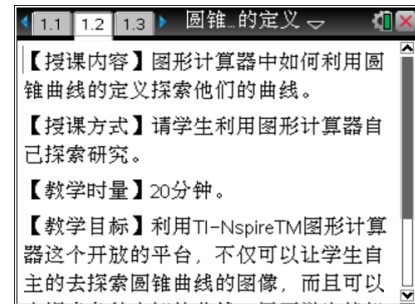 1.1 1.2 1.3 圆锥…的定义
【授课内容】图形计算器中如何利用圆
锥曲线的定义探索他们的曲线。
【授课方式】请学生利用图形计算器自
己探索研究。
【教学时量】20分钟。
【教学目标】利用TI-NspireTM图形计算
器这个开放的平台，不仅可以让学生自
主的去探索圆锥曲线的图像，而且可以